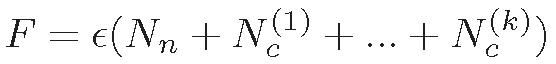 F = ϵ(N_n + N_c^{(1)} + ... + N_c^{(k)})